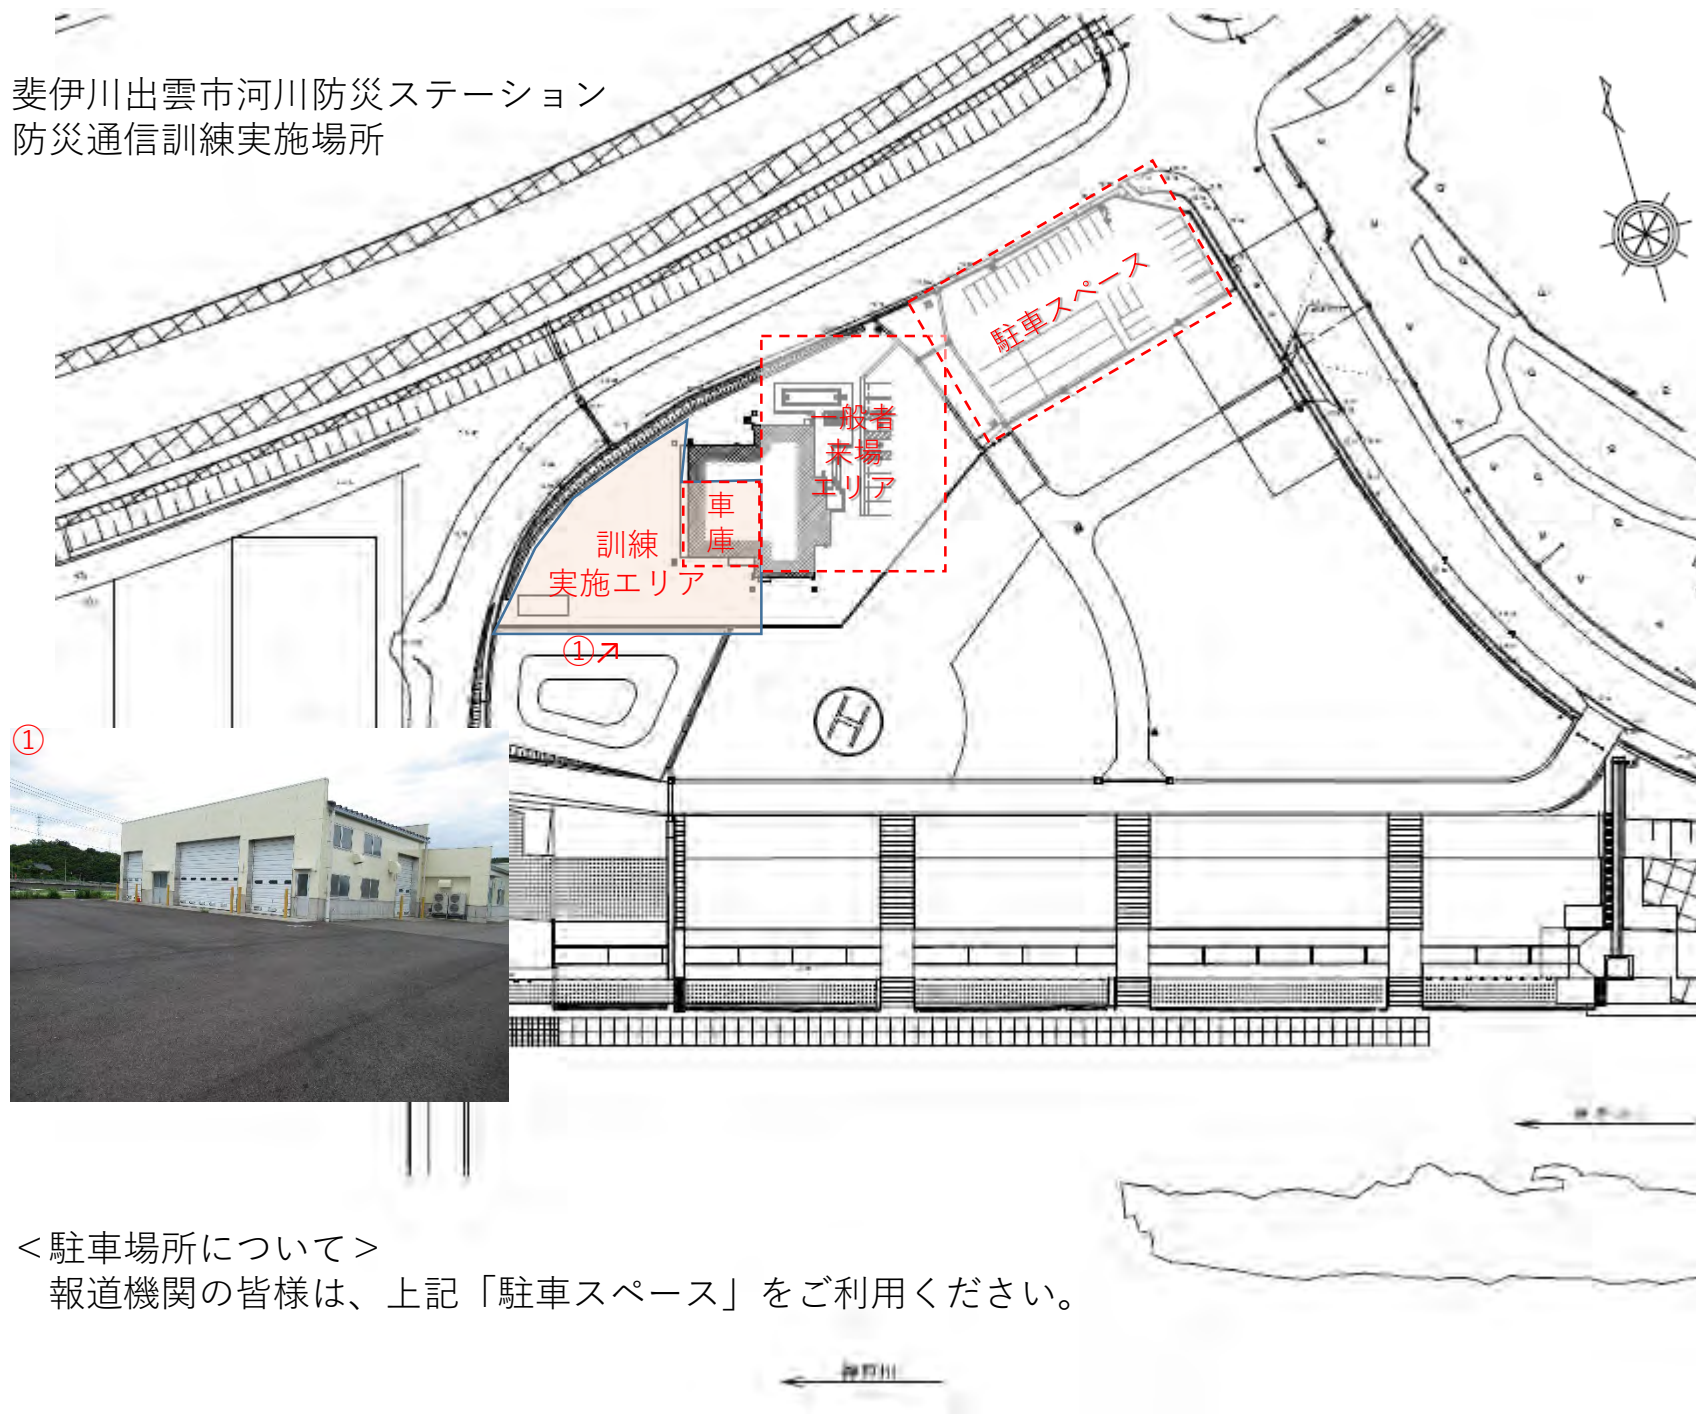 斐伊川出雲市河川防災ステーション
防災通信訓練実施場所
駐車スペース
一般者
来場
エリア
車
庫
訓練
実施エリア
①↗
①
＜駐車場所について＞
報道機関の皆様は、上記「駐車スペース」をご利用ください。
神戸川